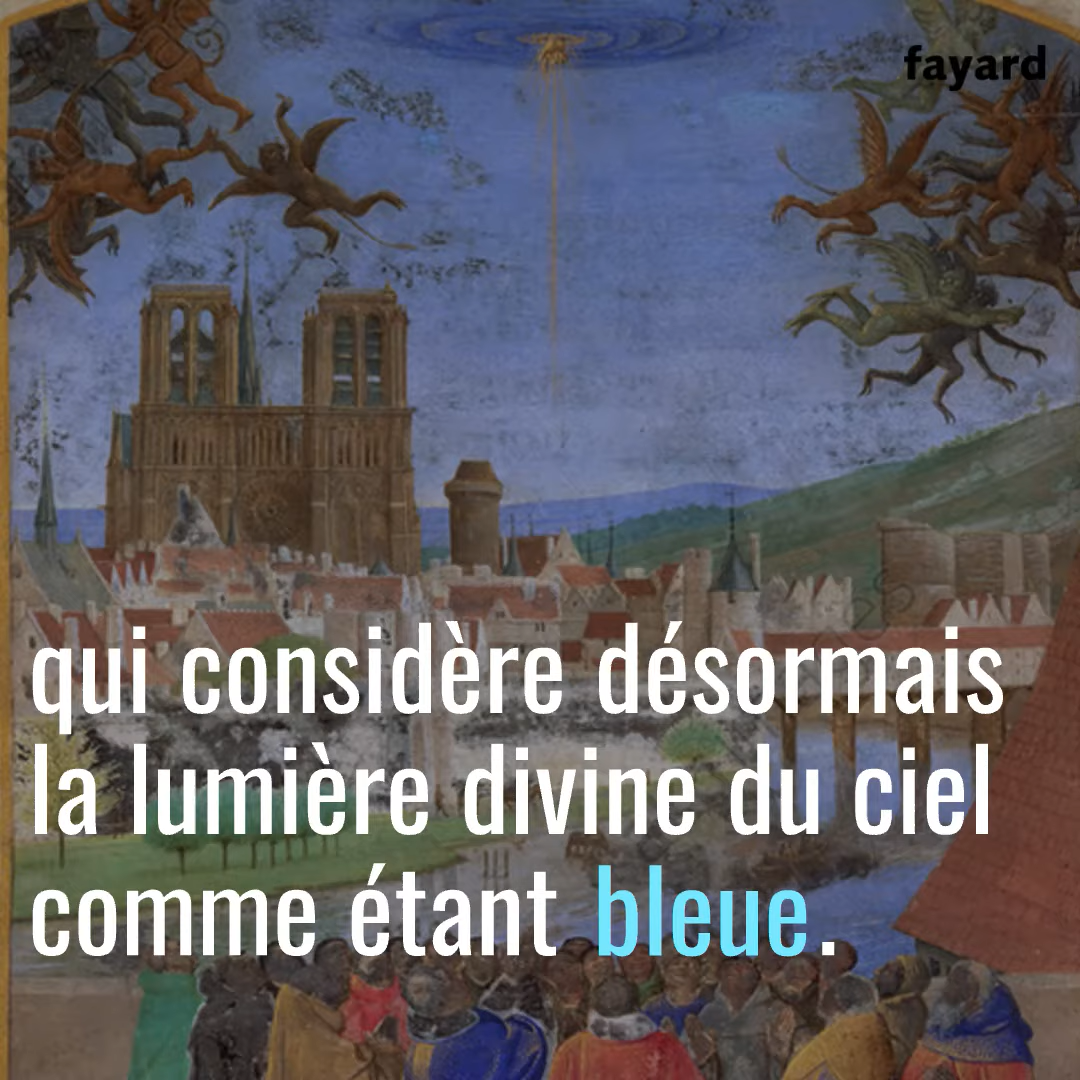 fayard
qui considère désormais
la lumière divine du ciel
comme étant bleue.